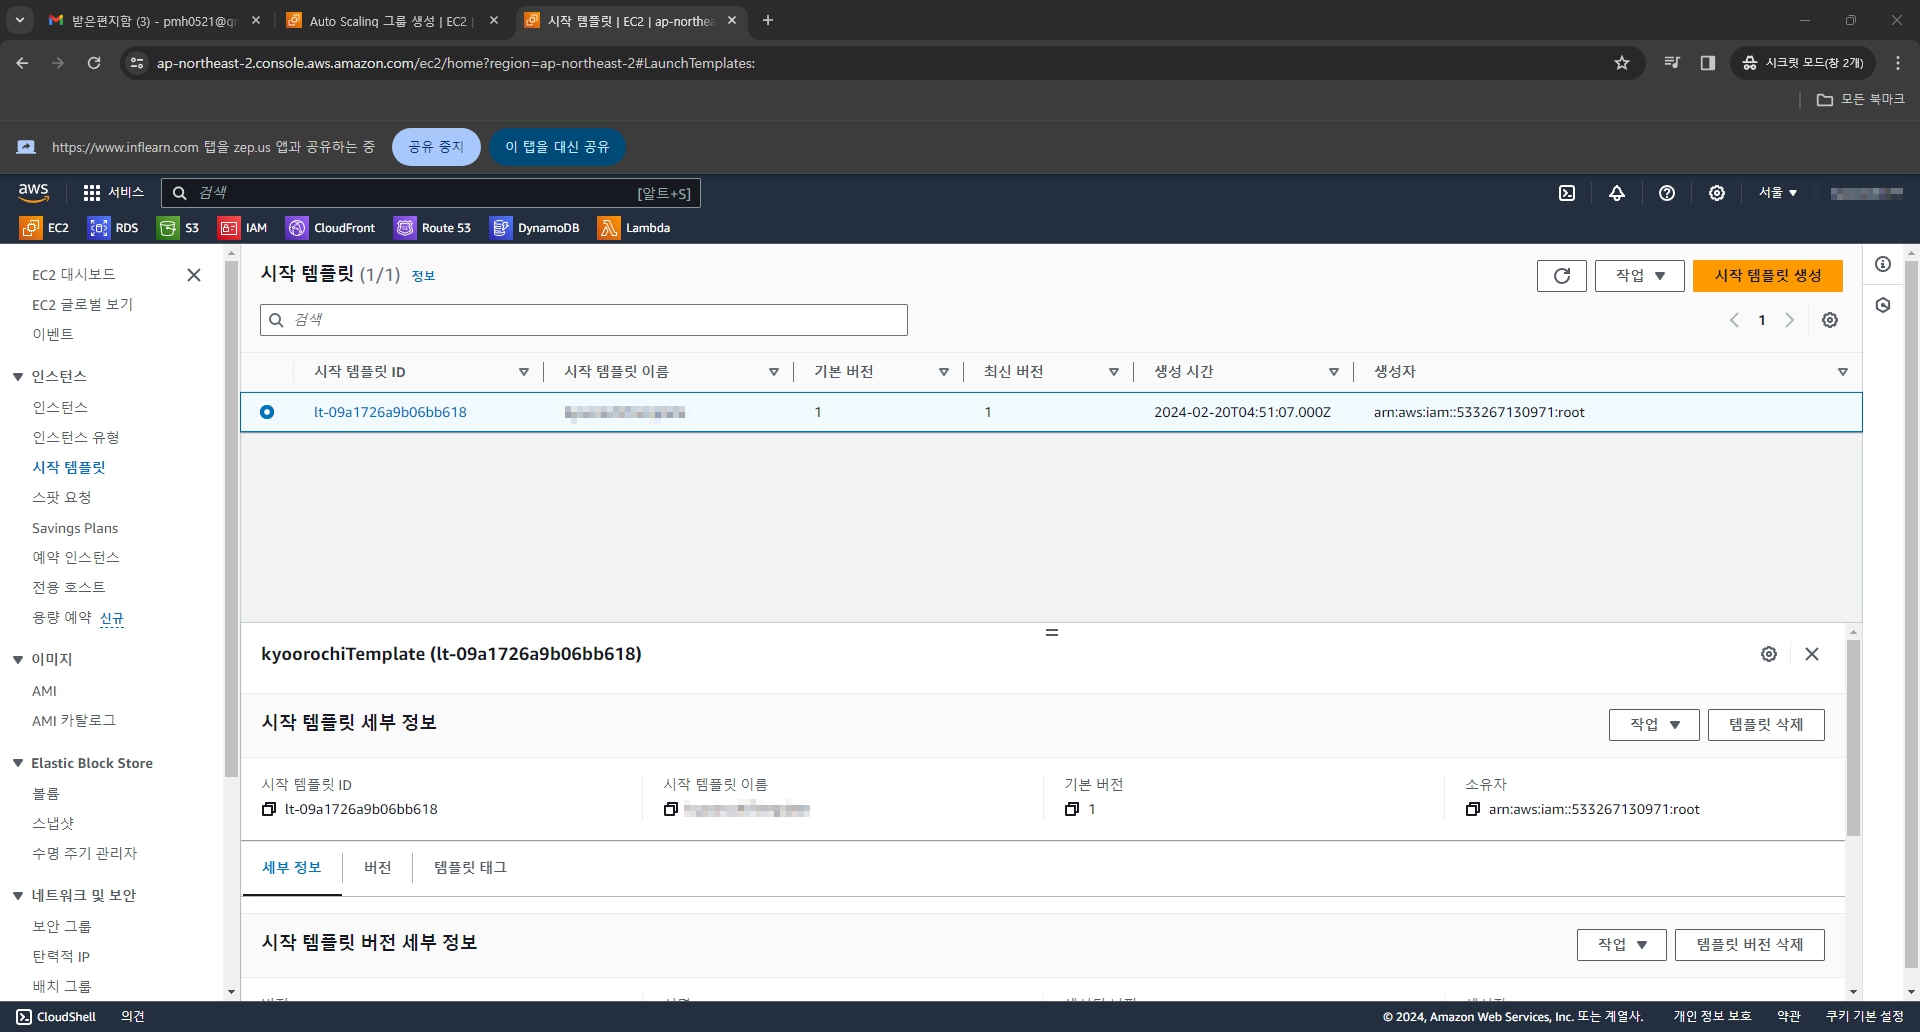 받은편지함 (3) - pmh0521@
Auto Scaling 그룹 생성 | EC2 |
시작 템플릿 | EC2 | ap-northea
ap-northeast-2.console.aws.amazon.com/ec2/home?region=ap-northeast-2#LaunchTemplates:
시크릿 모드(창 2개)
모든 북마크
https://www.inflearn.com 탭을 zep.us 앱과 공유하는 중
공유 중지
이 탭을 대신 공유
aws
서비스
검색
[알트+S]
서울
EC2
RDS
S3
IAM
CloudFront
Route 53
DynamoDB
Lambda
EC2 대시보드
EC2 글로벌 보기
이벤트
인스턴스
인스턴스
인스턴스 유형
시작 템플릿
스팟 요청
Savings Plans
예약 인스턴스
전용 호스트
용량 예약 신규
이미지
AMI
AMI 카탈로그
Elastic Block Store
볼륨
스냅샷
수명 주기 관리자
네트워크 및 보안
보안 그룹
탄력적 IP
배치 그룹
시작 템플릿 (1/1) 정보
작업
시작 템플릿 생성
검색
1
시작 템플릿 ID
시작 템플릿 이름
기본 버전
최신 버전
생성 시간
생성자
lt-09a1726a9b06bb618
1
1
2024-02-20T04:51:07.000Z
arn:aws:iam::533267130971:root
kyoorochiTemplate (lt-09a1726a9b06bb618)
시작 템플릿 세부 정보
작업
템플릿 삭제
시작 템플릿 ID
lt-09a1726a9b06bb618
시작 템플릿 이름
기본 버전
1
소유자
arn:aws:iam::533267130971:root
세부 정보
버전
템플릿 태그
시작 템플릿 버전 세부 정보
작업
템플릿 버전 삭제
CloudShell
의견
© 2024, Amazon Web Services, Inc. 또는 계열사.
개인 정보 보호
약관
쿠키 기본 설정